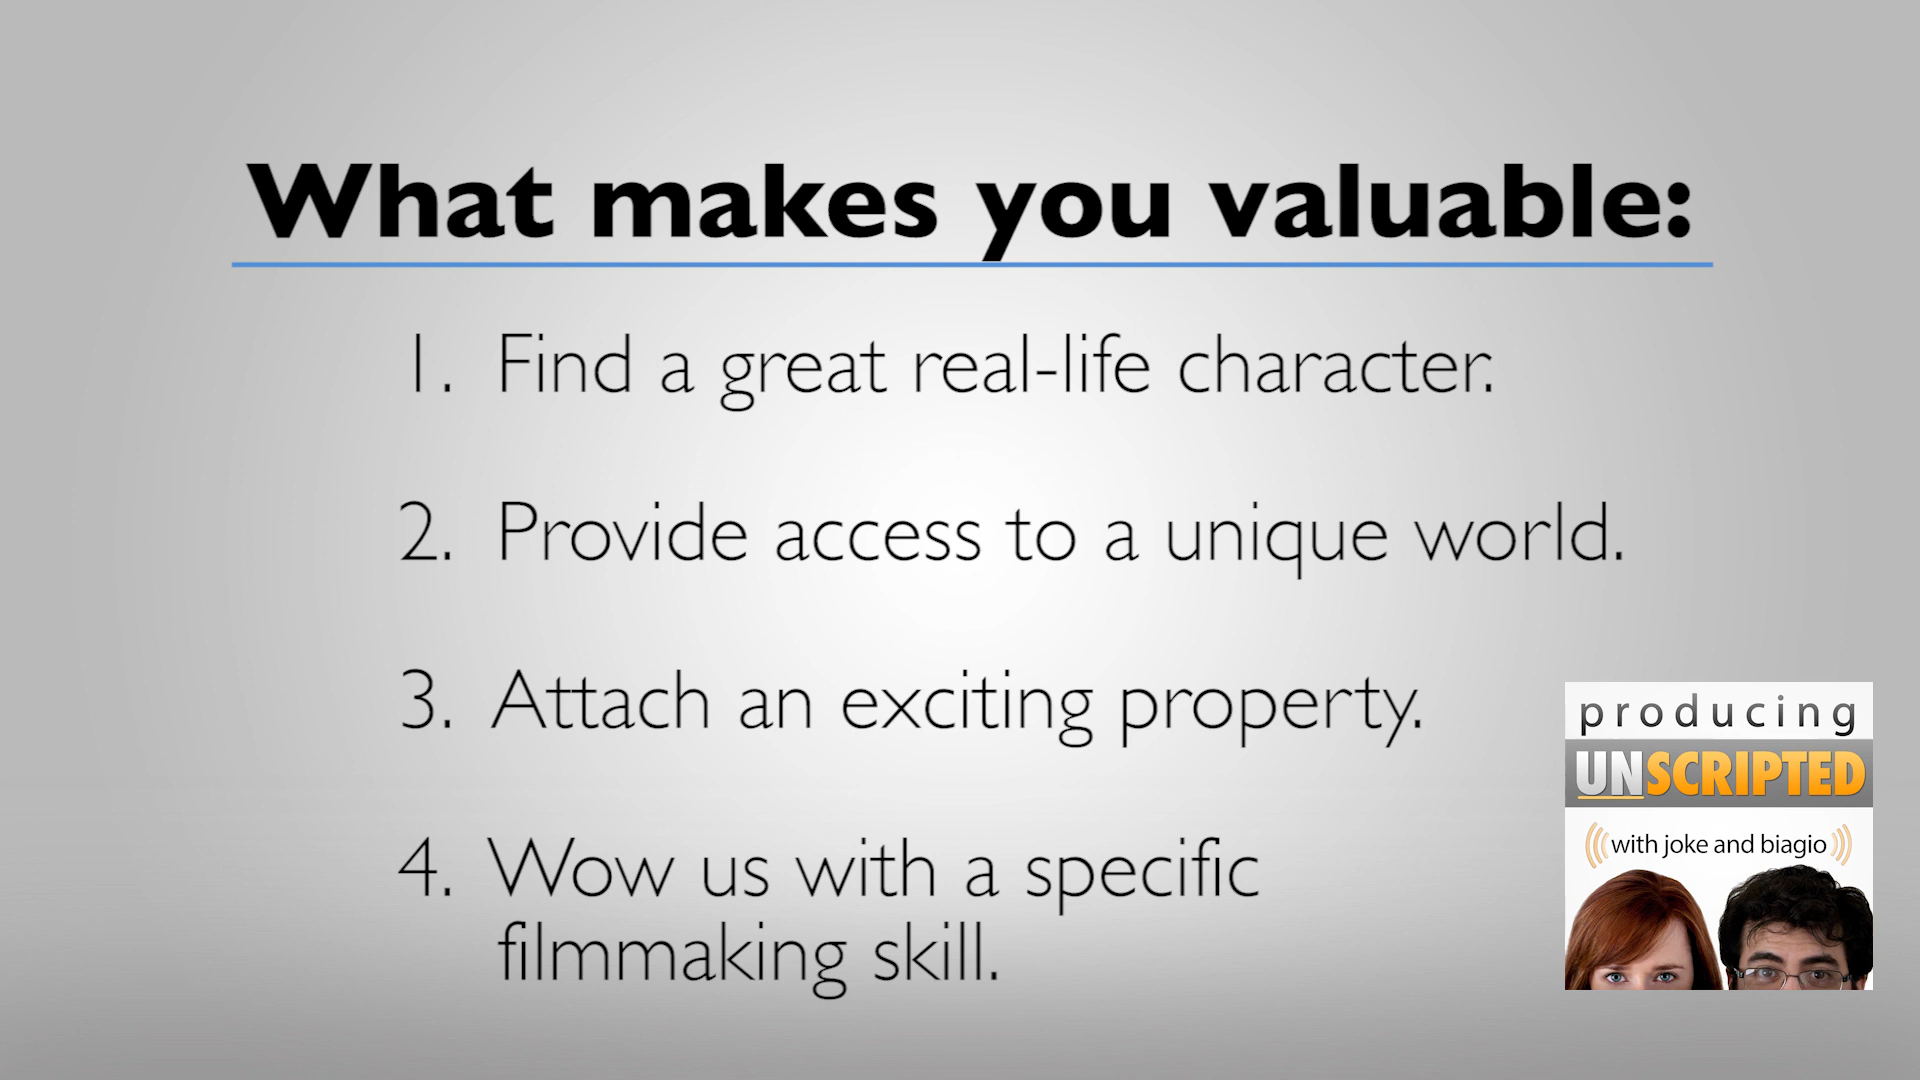 What makes you valuable:
1. Find a great real-life character.
2. Provide access to a unique world.
3. Attach an exciting property.
4. Wow us with a specific
filmmaking skill.
producing
UNSCRIPTED
with joke and biagio